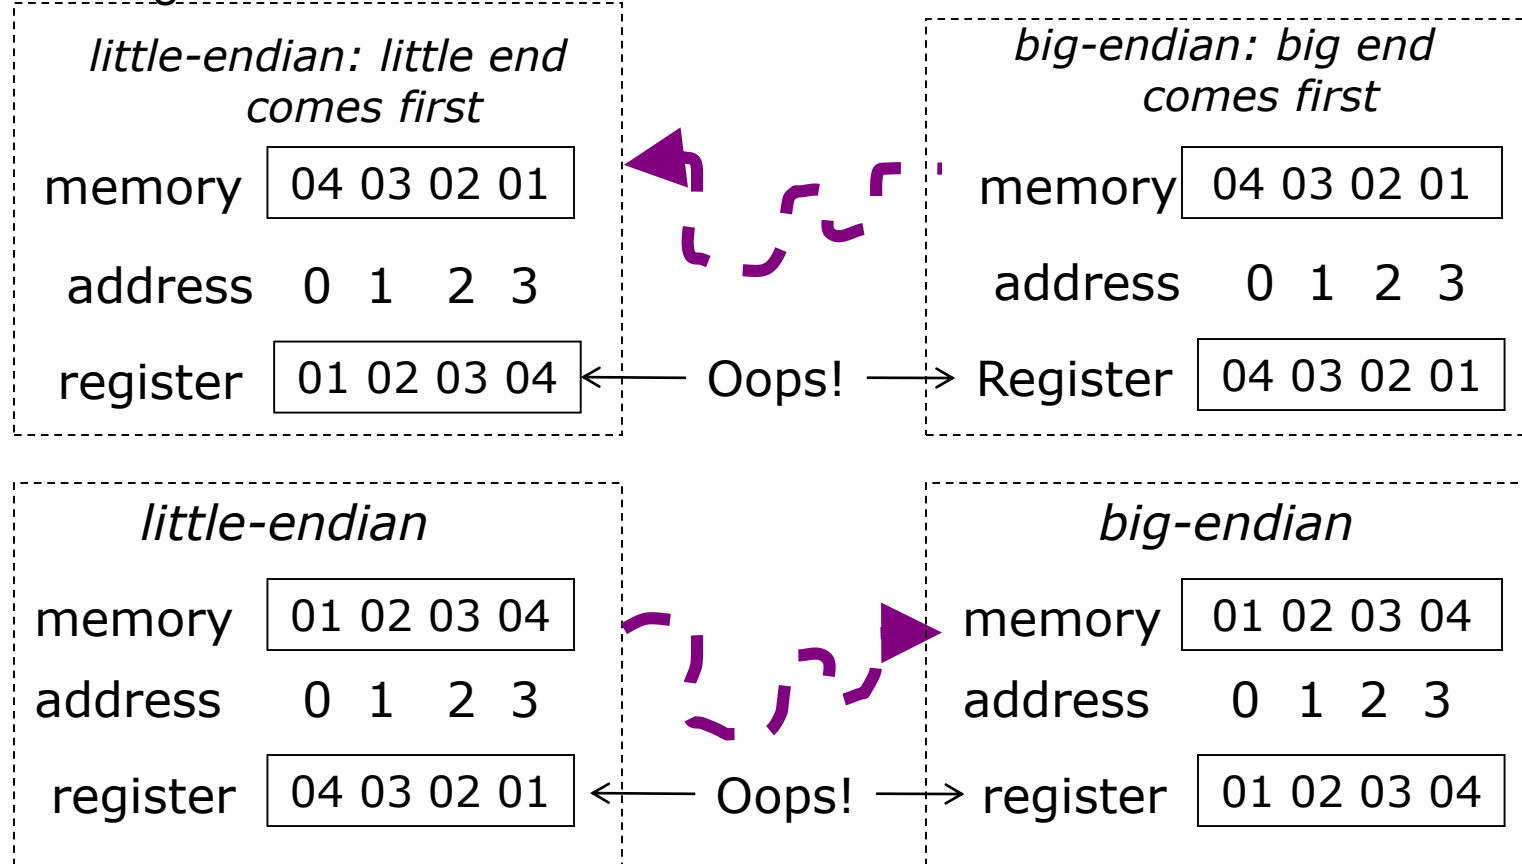 little-endian: little end
comes first
memory 04 03 02 01
address 0 1 2 3
register 01 02 03 04
big-endian: big end
comes first
memory 04 03 02 01
address 0 1 2 3
Register 04 03 02 01
Oops!
little-endian
memory 01 02 03 04
address 0 1 2 3
register 04 03 02 01
big-endian
memory 01 02 03 04
address 0 1 2 3
register 01 02 03 04
Oops!